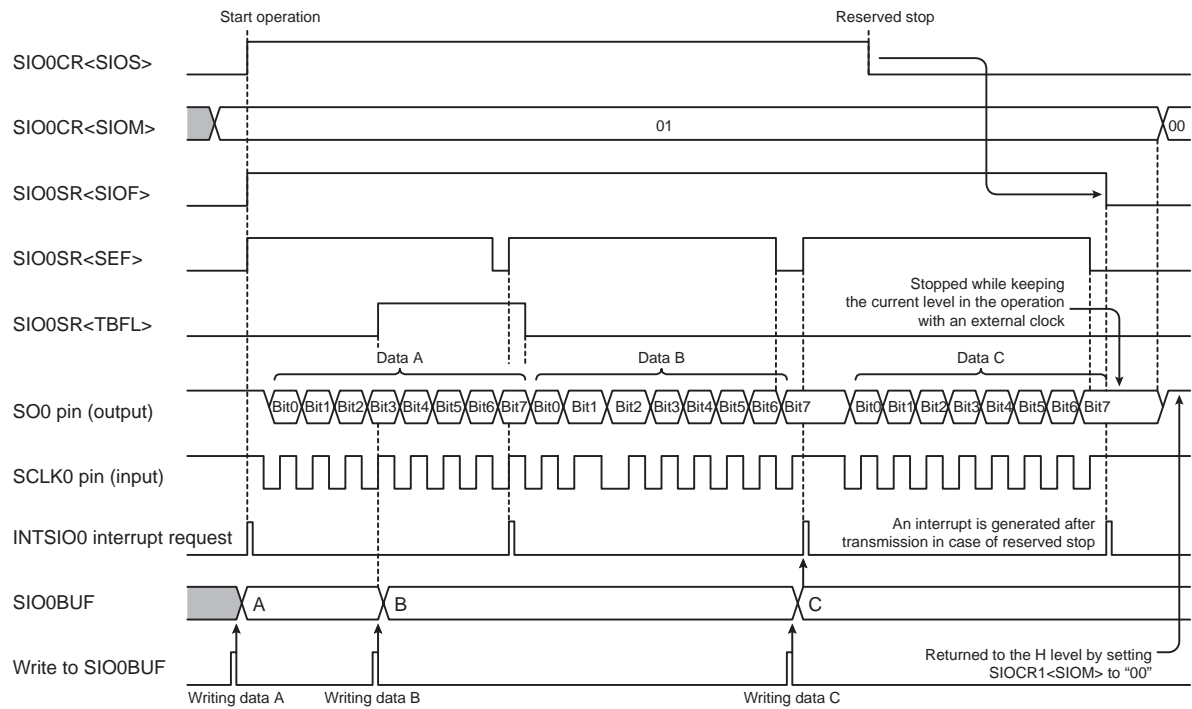 Start operation
Reserved stop
SIO0CR<SIOS>
SIO0CR<SIOM>
01
00
SIO0SR<SIOF>
SIO0SR<SEF>
Stopped while keeping
the current level in the operation
with an external clock
SIO0SR<TBFL>
Data A
Data B
Data C
SO0 pin (output)
Bit0 Bit1 Bit2 Bit3 Bit4 Bit5 Bit6 Bit7 Bit0 Bit1 Bit2 Bit3 Bit4 Bit5 Bit6 Bit7 Bit0 Bit1 Bit2 Bit3 Bit4 Bit5 Bit6 Bit7
SCLK0 pin (input)
INTSIO0 interrupt request
An interrupt is generated after
transmission in case of reserved stop
SIO0BUF
A
B
C
Write to SIO0BUF
Returned to the H level by setting
SIOCR1<SIOM> to “00”
Writing data A
Writing data B
Writing data C